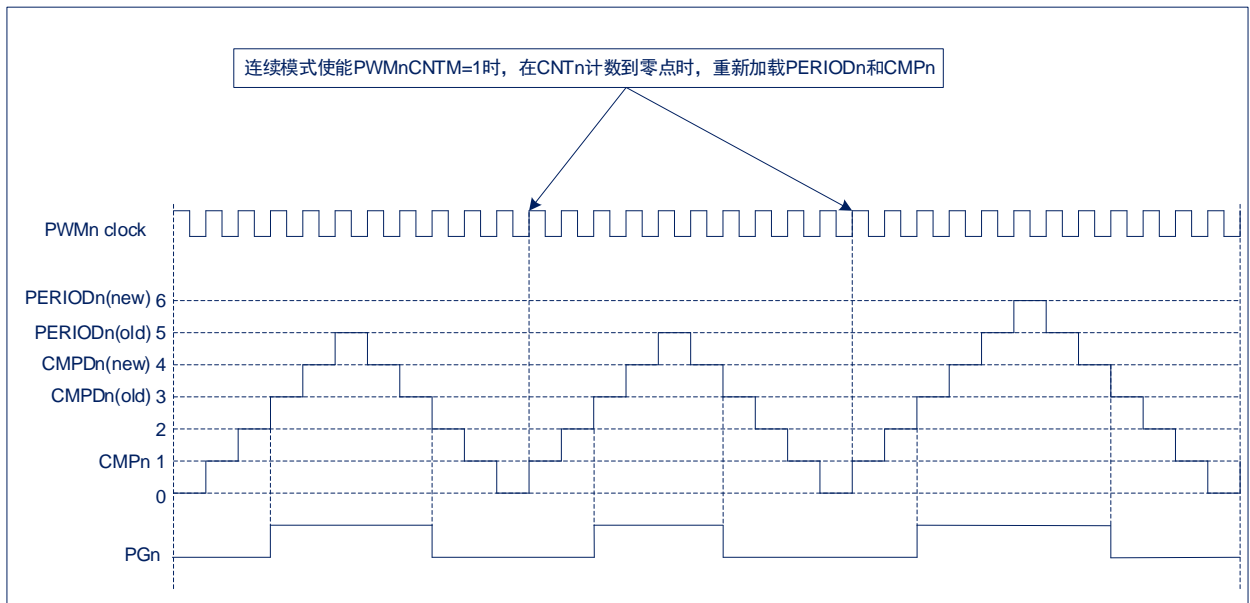 连续模式使能PWMnCNTM=1时，在CNTn计数到零点时，重新加载PERIODn和CMPn
PWMn clock
PERIODn(new) 6
PERIODn(old) 5
CMPDn(new) 4
CMPDn(old) 3
2
CMPn 1
0
PGn